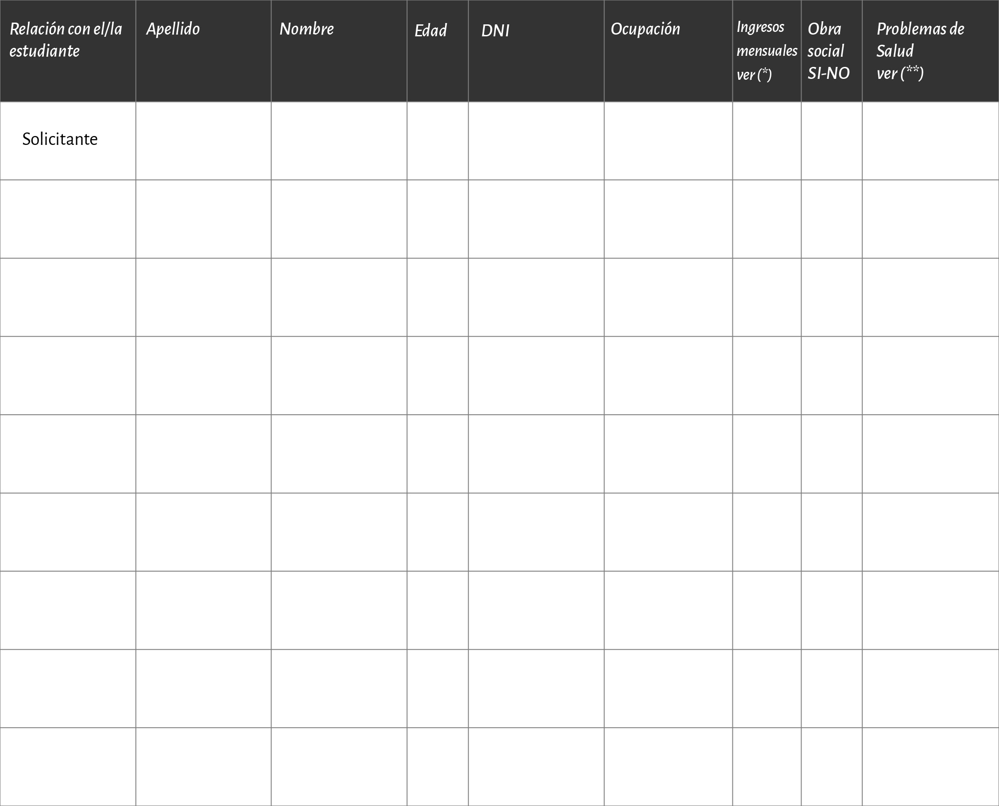 Relación con el/la
estudiante
Apellido
Nombre
Edad
DNI
Ocupación
Ingresos
mensuales
ver (*)
Obra
social
SI-NO
Problemas de
Salud
ver (**)
Solicitante